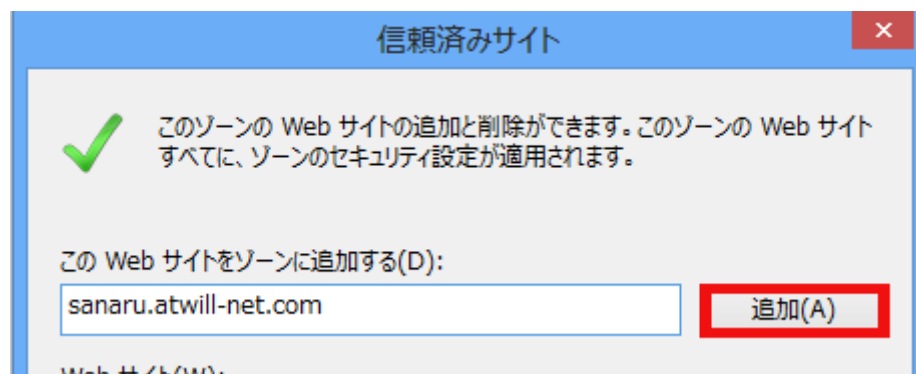 信頼済みサイト
このゾーンの Web サイトの追加と削除ができます。このゾーンの Web サイト
すべてに、ゾーンのセキュリティ設定が適用されます。
この Web サイトをゾーンに追加する(D):
sanaru.atwill-net.com
追加(A)
Web サイト(W):